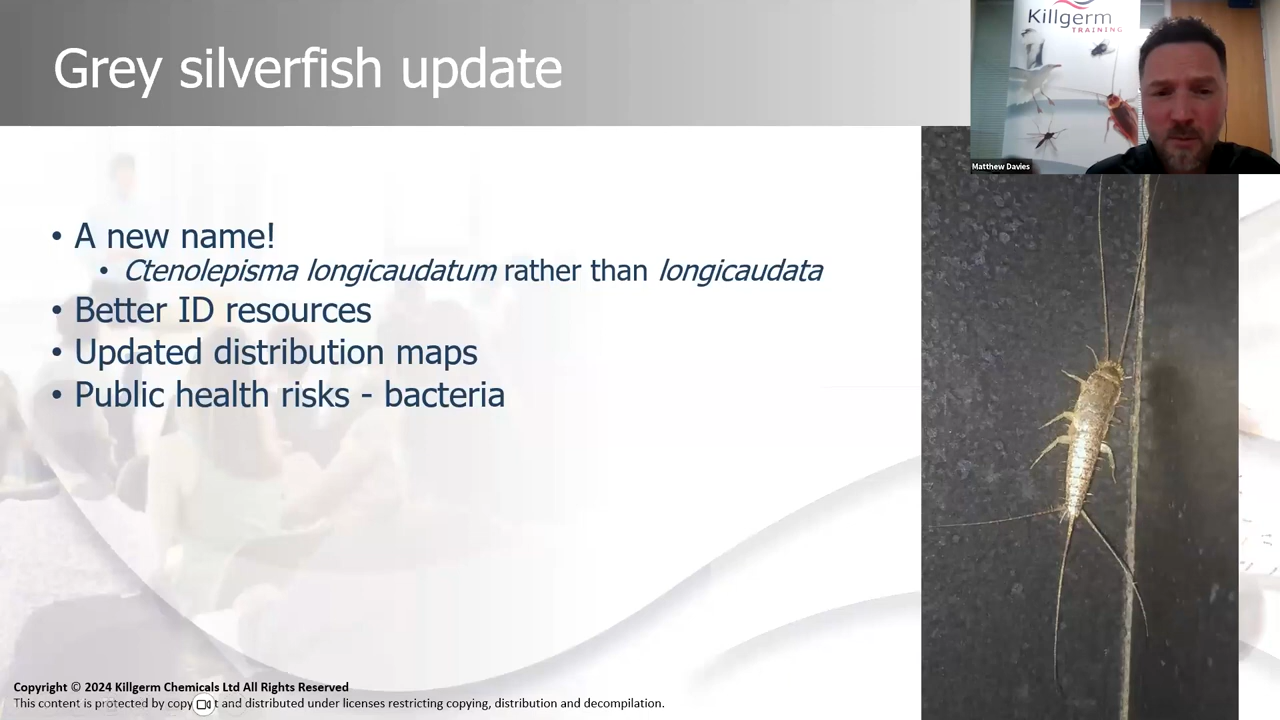 Grey silverfish update
Killgerm
TRAINING
Matthew Davies
• A new name!
• Ctenolepisma longicaudatum rather than longicaudata
• Better ID resources
• Updated distribution maps
• Public health risks - bacteria
Copyright © 2024 Killgerm Chemicals Ltd All Rights Reserved
This content is protected by copy t and distributed under licenses restricting copying, distribution and decompilation.